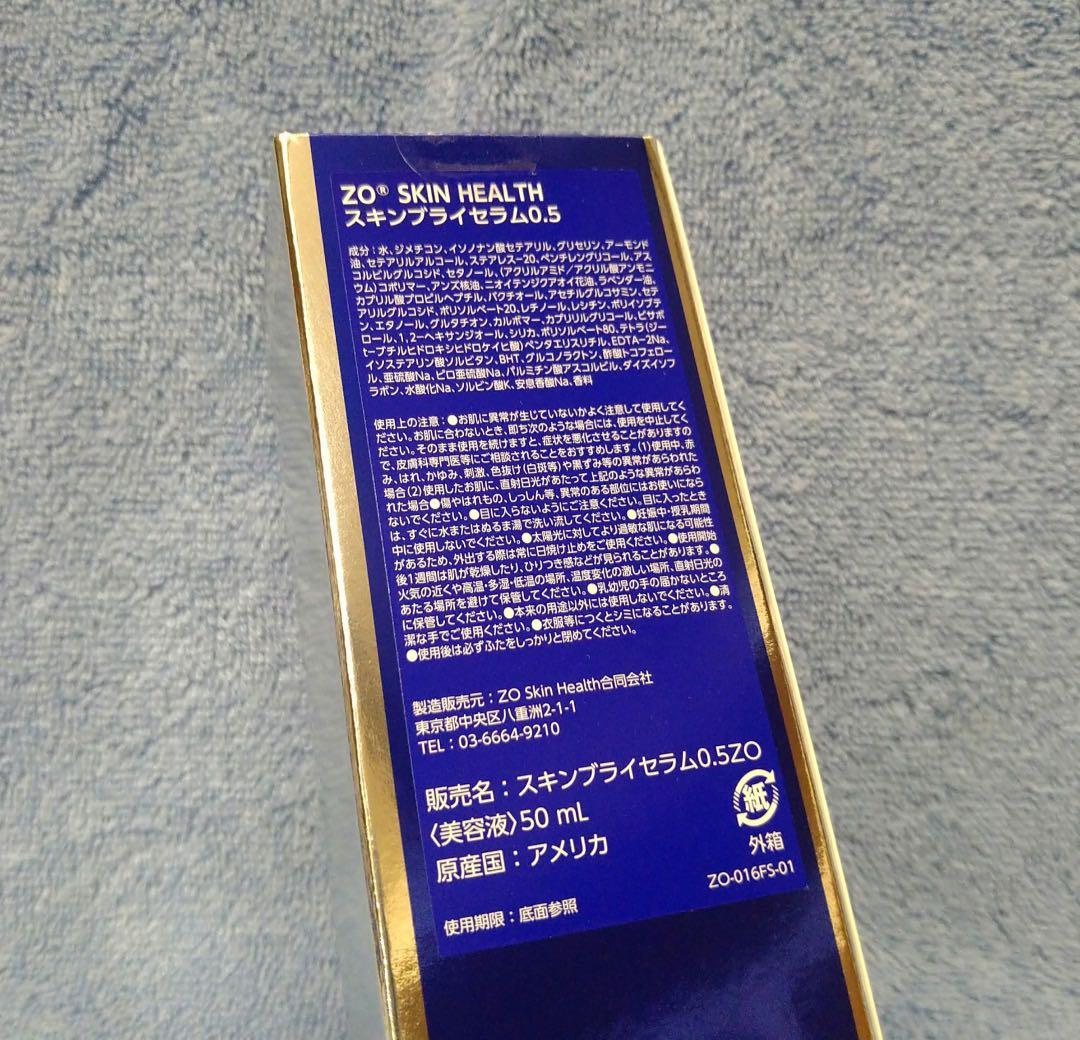 ZO® SKIN HEALTH
スキンブライセラム0.5
成分：水、ジメチコン、イソノナン酸セテアリル、グリセリン、アーモンド
油、セテアリルアルコール、ステアレス-20、ペンチレングリコール、アス
コルビルグルコシド、セタノール、(アクリルアミド／アクリル酸アンモニ
ウム)コポリマー、アンズ核油、ニオイテンジクアオイ花油、ラベンダー油、
カプリル酸プロピルヘプチル、バクチオール、アセチルグルコサミン、セテ
アリルグルコシド、ポリソルベート20、レチノール、レシチン、ポリイソブテ
ン、エタノール、グルタチオン、カルボマー、カプリリルグリコール、ビサボ
ロール、1,2-ヘキサンジオール、シリカ、ポリソルベート80、テトラ(ジー
t-ブチルヒドロキシヒドロケイヒ酸)ペンタエリスリチル、EDTA-2Na、
イソステアリン酸ソルビタン、BHT、グルコノラクトン、酢酸トコフェロー
ル、亜硫酸Na、ピロ亜硫酸Na、パルミチン酸アスコルビル、ダイズイソフ
ラボン、水酸化Na、ソルビン酸K、安息香酸Na、香料
使用上の注意：●お肌に異常が生じていないかよく注意して使用してく
ださい。お肌に合わないとき、即ち次のような場合には、使用を中止してく
ださい。そのまま使用を続けますと、症状を悪化させることがありますの
で、皮膚科専門医等にご相談されることをおすすめします。(1)使用中、赤
み、はれ、かゆみ、刺激、色抜け(白斑等)や黒ずみ等の異常があらわれた
場合(2)使用したお肌に、直射日光があたって上記のような異常があらわ
れた場合●傷やはれもの、しっしん等、異常のある部位にはお使いになら
ないでください。●目に入らないようにご注意ください。目に入ったとき
は、すぐに水またはぬるま湯で洗い流してください。●妊娠中・授乳期間
中に使用しないでください。●太陽光に対してより過敏な肌になる可能性
があるため、外出する際は常に日焼け止めをご使用ください。●使用開始
後1週間は肌が乾燥したり、ひりつき感などが見られることがあります。●
火気の近くや高温・多湿・低温の場所、温度変化の激しい場所、直射日光の
あたる場所を避けて保管してください。●乳幼児の手の届かないところ
に保管してください。●本来の用途以外には使用しないでください。●清
潔な手でご使用ください。●衣服等につくとシミになることがあります。
●使用後は必ずふたをしっかりと閉めてください。
製造販売元：ZO Skin Health合同会社
東京都中央区八重洲2-1-1
TEL：03-6664-9210
販売名：スキンブライセラム0.5ZO
〈美容液〉50 mL
原産国：アメリカ
紙
外箱
ZO-016FS-01
使用期限：底面参照